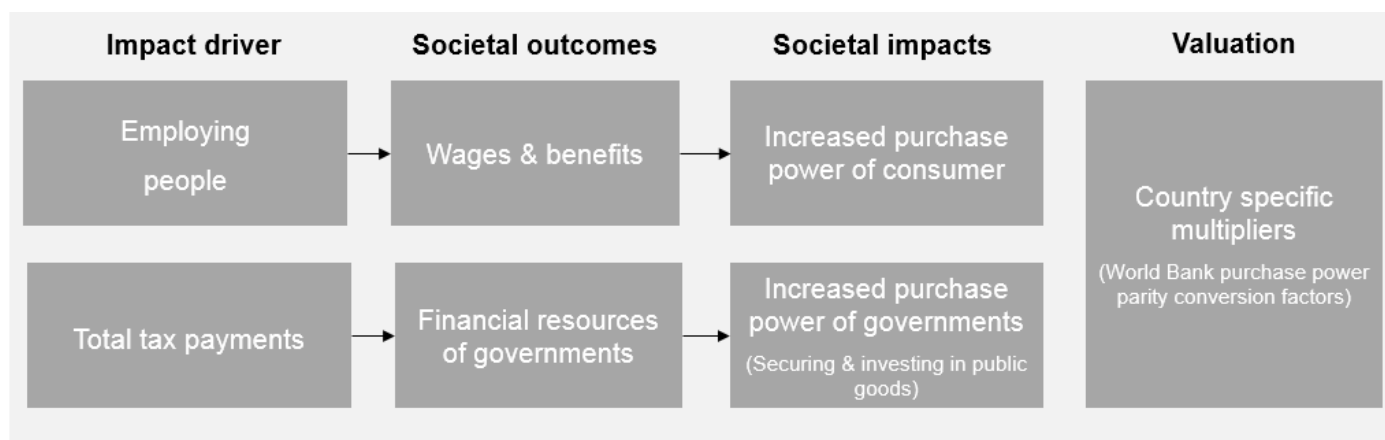 Impact driver
Societal outcomes
Societal impacts
Valuation
Employing
people
Wages & benefits
Increased purchase
power of consumer
Total tax payments
Financial resources
of governments
Increased purchase
power of governments
(Securing & investing in public
goods)
Country specific
multipliers
(World Bank purchase power
parity conversion factors)